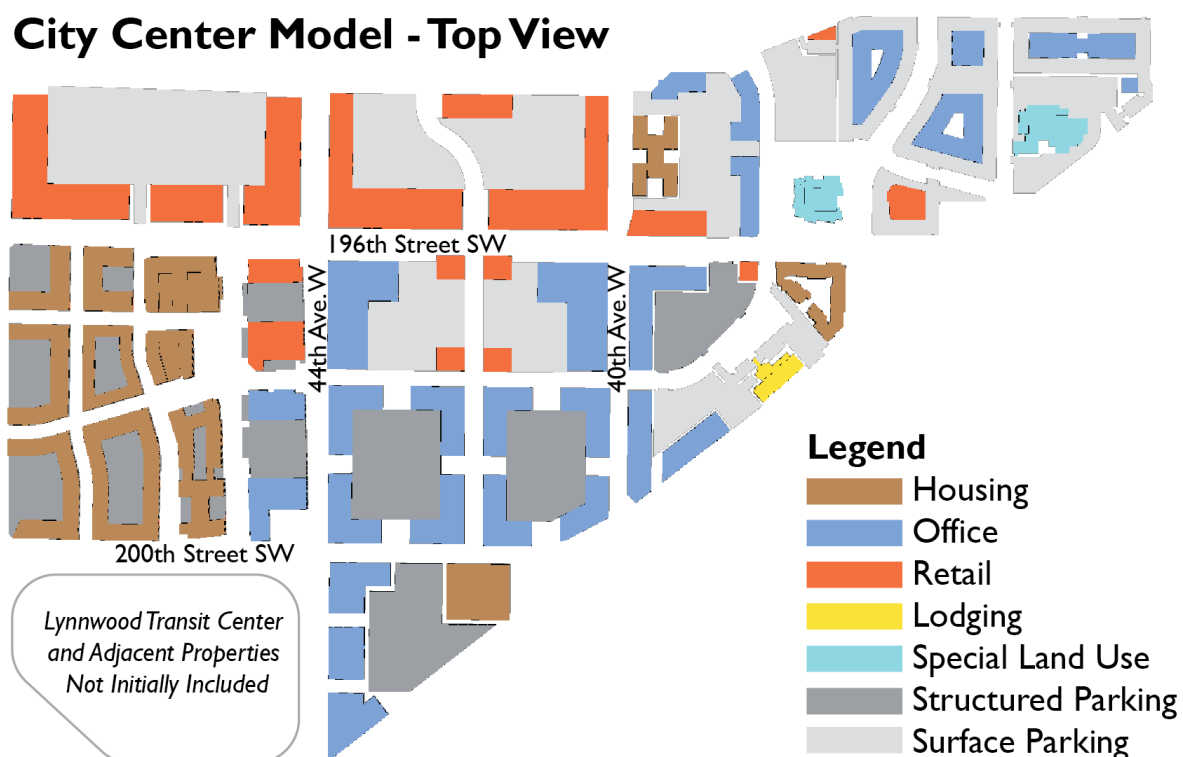 City Center Model - Top View
196th Street SW
44th Ave. W
40th Ave. W
200th Street SW
Lynnwood Transit Center
and Adjacent Properties
Not Initially Included
Legend
Housing
Office
Retail
Lodging
Special Land Use
Structured Parking
Surface Parking